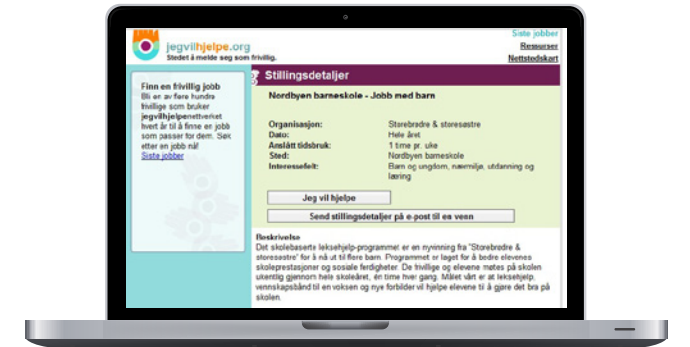 jegvilhjelpe.org
Stedet å melde seg som frivillig.
Siste jobber
Ressurser
Nettstedskart
Finn en frivillig jobb
Bli en av flere hundra
frivillige som bruker
jegvilhjelpenettverket
hvert år til å finne en jobb
som passer for dem. Søk
etter en jobb nå!
Siste jobber
Stillingsdetaljer
Nordbyen barneskole - Jobb med barn
Organisasjon: Storebrødre & storesøstre
Dato: Hele året
Anslått tidsbruk: 1 time pr. uke
Sted: Nordbyen barneskole
Interessefelt: Barn og ungdom, nærmiljø, utdanning og
læring
Jeg vil hjelpe
Send stillingsdetaljer på e-post til en venn
Beskrivelse
Det skolebaserte leksehjelp-programmet er en nyvinning fra "Storebrødre &
storesøstre" for å nå ut til flere barn. Programmet er laget for å bedre elevenes
skoleprestasjoner og sosiale ferdigheter. De frivillige og elevene møtes på skolen
ukentlig gjennom hele skoleåret, én time hver gang. Målet vårt er at leksehjelp,
vennskapsbånd til en voksen og nye forbilder vil hjelpe elevene til å gjøre det bra på
skolen.